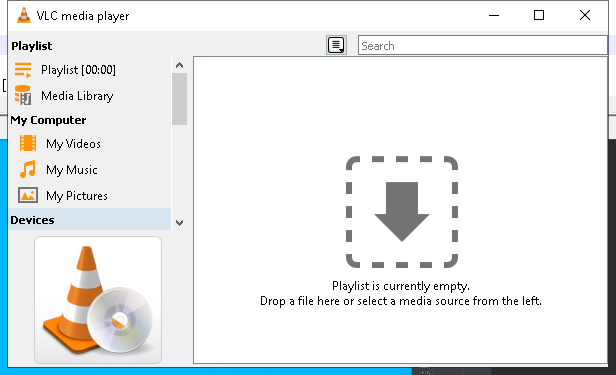 VLC media player
Playlist
Search
Playlist [00:00]
Media Library
My Computer
My Videos
My Music
My Pictures
Devices
Playlist is currently empty.
Drop a file here or select a media source from the left.